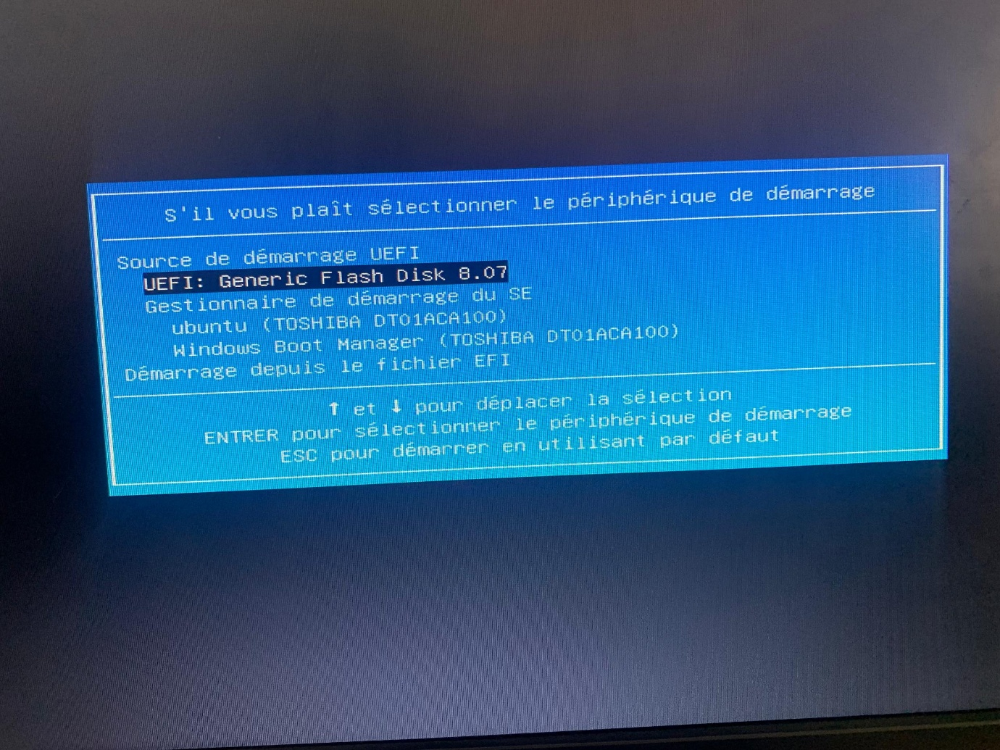 S'il vous plaît sélectionner le périphérique de démarrage
Source de démarrage UEFI
UEFI: Generic Flash Disk 8.07
Gestionnaire de démarrage du SE
ubuntu (TOSHIBA DT01ACA100)
Windows Boot Manager (TOSHIBA DT01ACA100)
Démarrage depuis le fichier EFI
↑ et ↓ pour déplacer la sélection
ENTRER pour sélectionner le périphérique de démarrage
ESC pour démarrer en utilisant par défaut